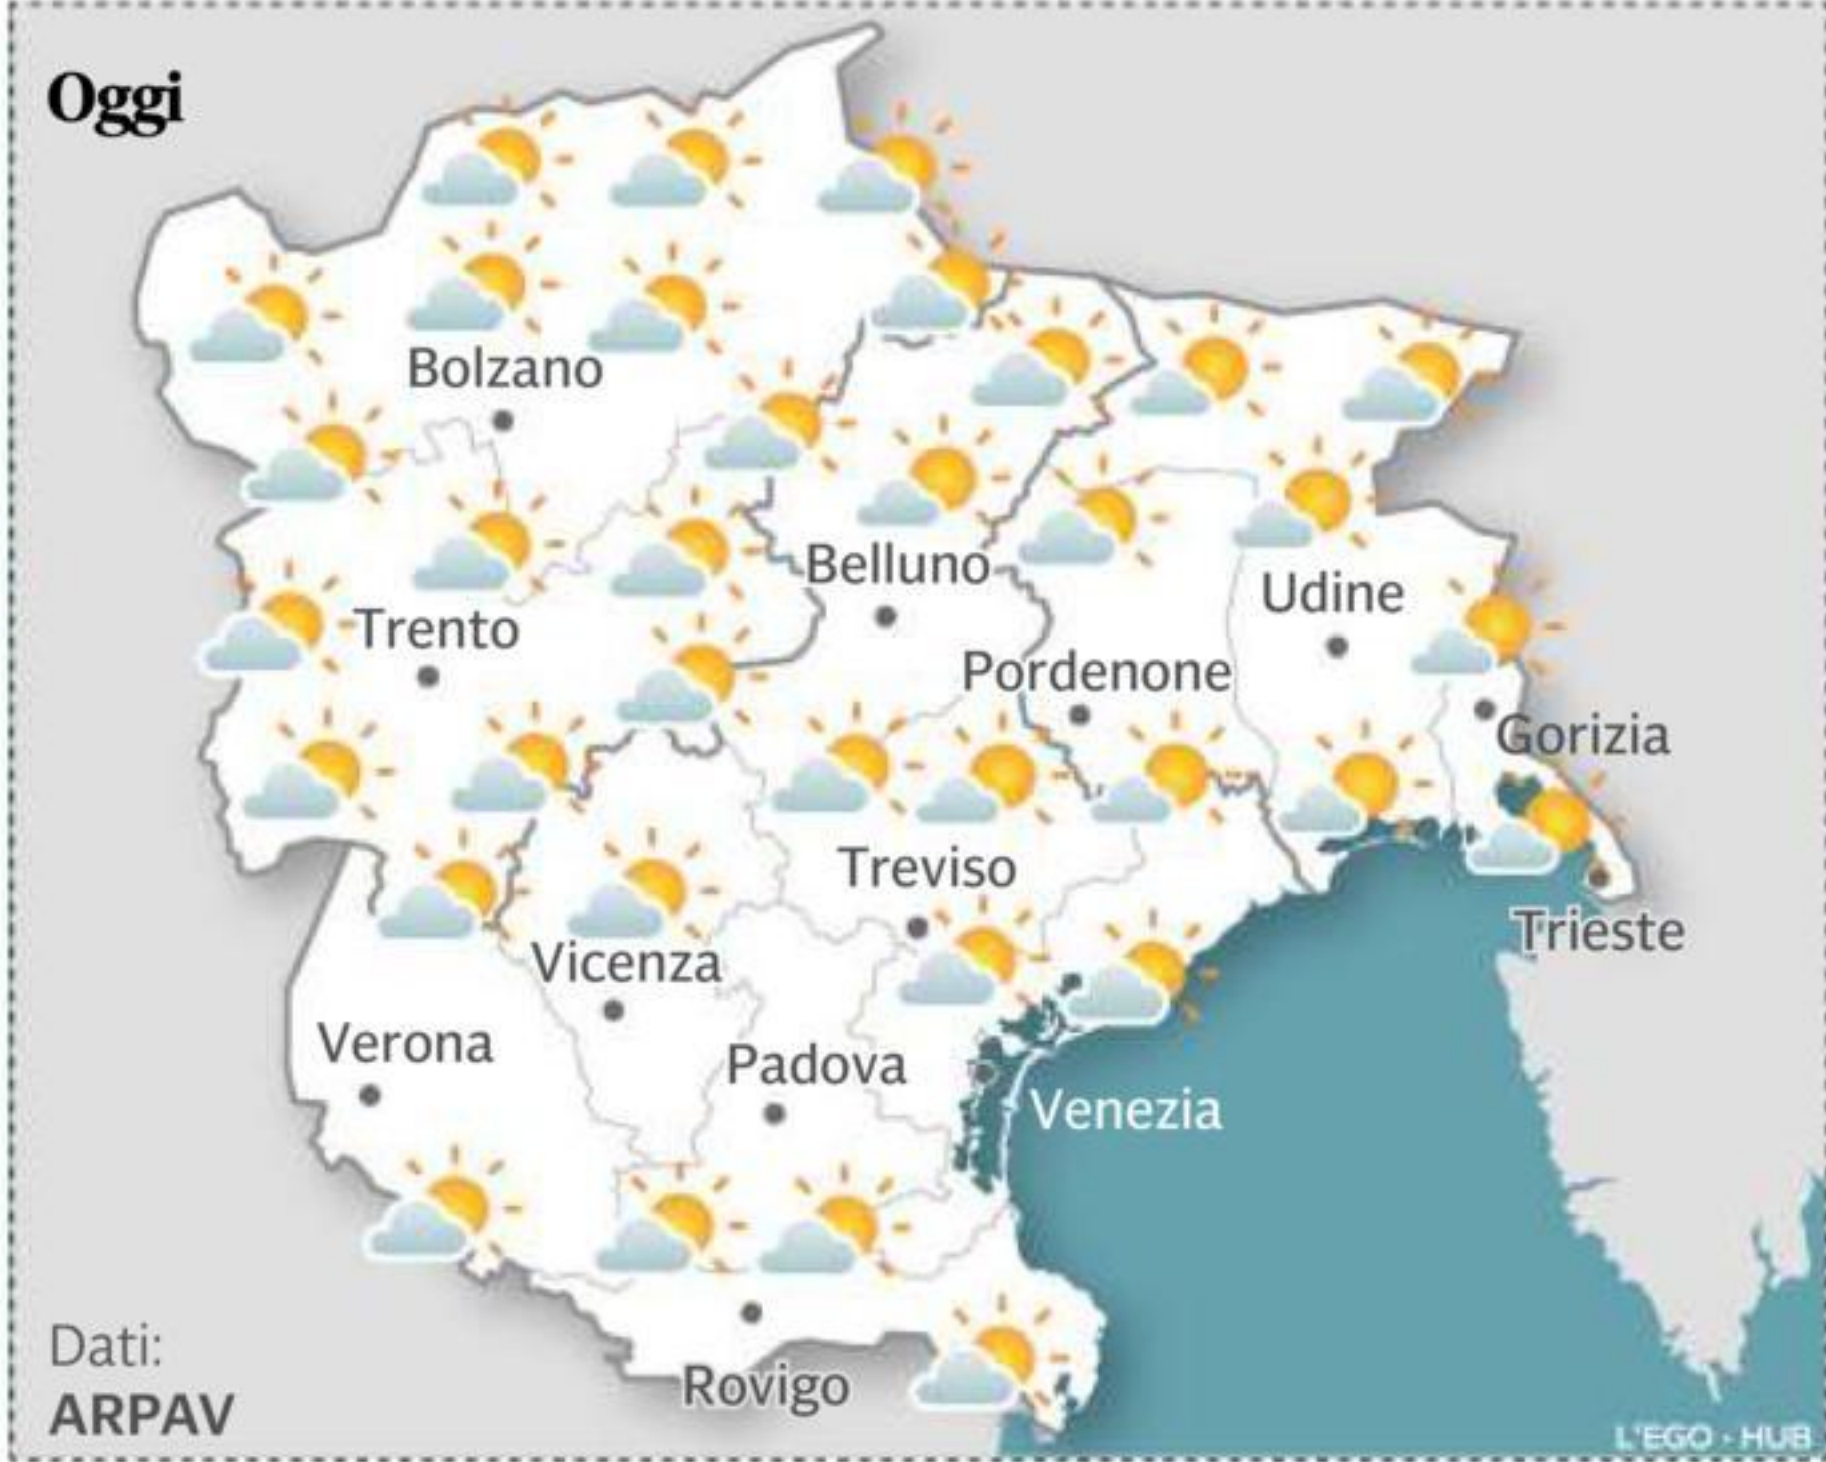 Oggi
Bolzano
Trento
Belluno
Udine
Pordenone
Gorizia
Treviso
Trieste
Vicenza
Verona
Padova
Venezia
Rovigo
Dati:
ARPAV
L'EGO - HUB